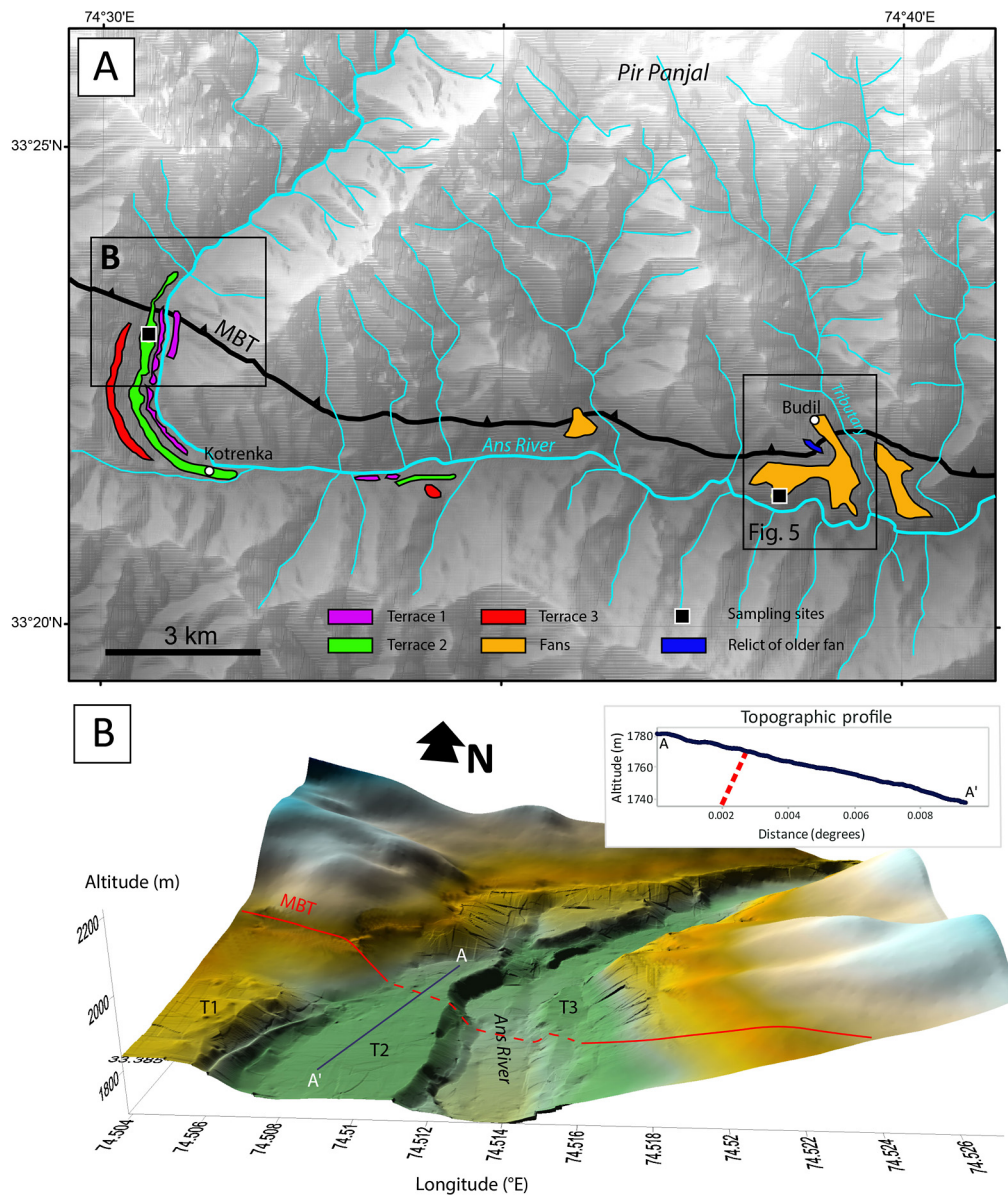 74°30'E
74°40'E
A
Pir Panjal
33°25'N
B
MBT
Kotrenka
Ans River
Budil
Tributary
Fig. 5
33°20'N
3 km
Terrace 1
Terrace 3
Sampling sites
Terrace 2
Fans
Relict of older fan
B
N
Topographic profile
Altitude (m)
1780
1760
1740
A
A'
0.002
0.004
0.006
0.008
Distance (degrees)
Altitude (m)
2200
2000
1800
33.385°
MBT
A
T1
T2
T3
A'
Ans River
74.504
74.506
74.508
74.51
74.512
74.514
74.516
74.518
74.52
74.522
74.524
74.526
Longitude (°E)